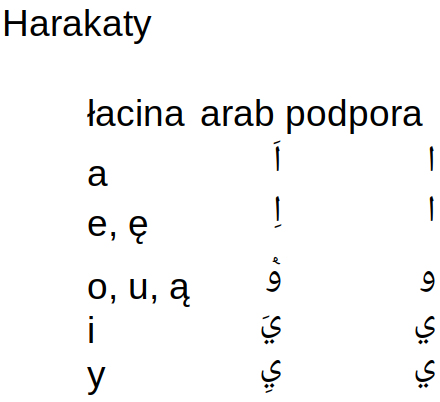 Harakaty
łacina arab podpora
a اَ ا
e, ę اِ ا
o, u, ą وُ و
i يَ ي
y يِ ي